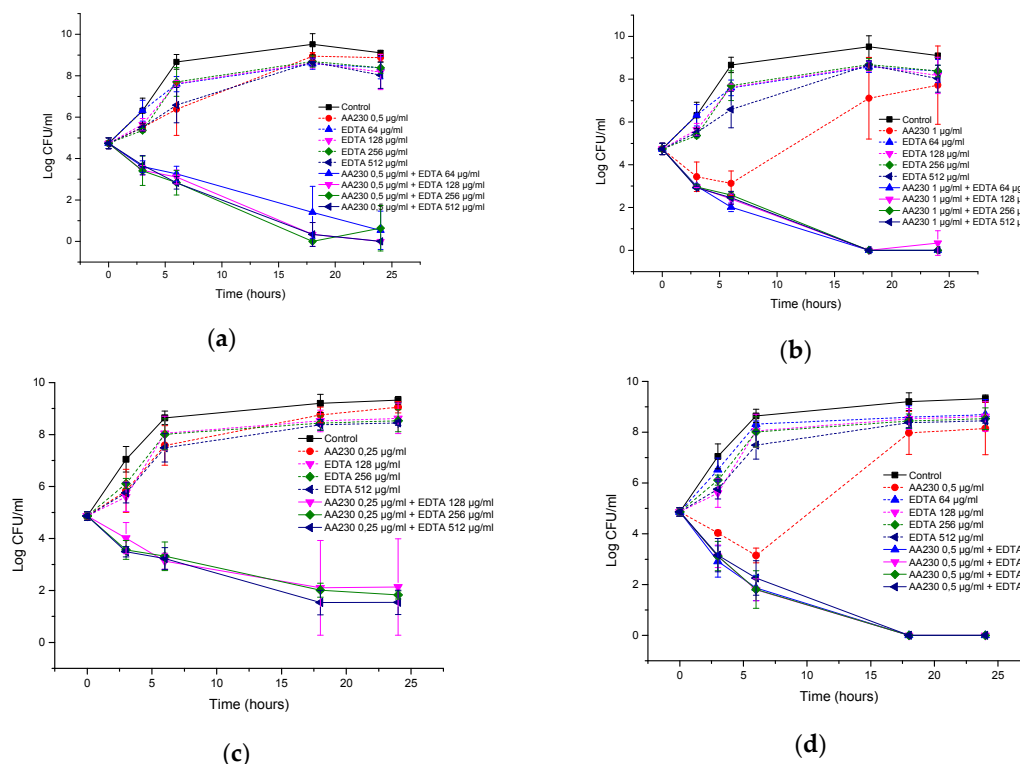 Log CFU/ml
10
8
6
4
2
0
0
5
10
15
20
25
Time (hours)
Control
AA230 0,5 µg/ml
EDTA 64 µg/ml
EDTA 128 µg/ml
EDTA 256 µg/ml
EDTA 512 µg/ml
AA230 0,5 µg/ml + EDTA 64 µg/ml
AA230 0,5 µg/ml + EDTA 128 µg/ml
AA230 0,5 µg/ml + EDTA 256 µg/ml
AA230 0,5 µg/ml + EDTA 512 µg/ml
(a)
Log CFU/ml
10
8
6
4
2
0
0
5
10
15
20
25
Time (hours)
Control
AA230 1 µg/ml
EDTA 64 µg/ml
EDTA 128 µg/ml
EDTA 256 µg/ml
EDTA 512 µg/ml
AA230 1 µg/ml + EDTA 64 µg
AA230 1 µg/ml + EDTA 128 µ
AA230 1 µg/ml + EDTA 256 µ
AA230 1 µg/ml + EDTA 512 µ
(b)
Log CFU/ml
10
8
6
4
2
0
0
5
10
15
20
25
Time (hours)
Control
AA230 0,25 µg/ml
EDTA 128 µg/ml
EDTA 256 µg/ml
EDTA 512 µg/ml
AA230 0,25 µg/ml + EDTA 128 µg/ml
AA230 0,25 µg/ml + EDTA 256 µg/ml
AA230 0,25 µg/ml + EDTA 512 µg/ml
(c)
Log CFU/ml
10
8
6
4
2
0
0
5
10
15
20
25
Time (hours)
Control
AA230 0,5 µg/ml
EDTA 64 µg/ml
EDTA 128 µg/ml
EDTA 256 µg/ml
EDTA 512 µg/ml
AA230 0,5 µg/ml + EDTA
AA230 0,5 µg/ml + EDTA
AA230 0,5 µg/ml + EDTA
AA230 0,5 µg/ml + EDTA
(d)